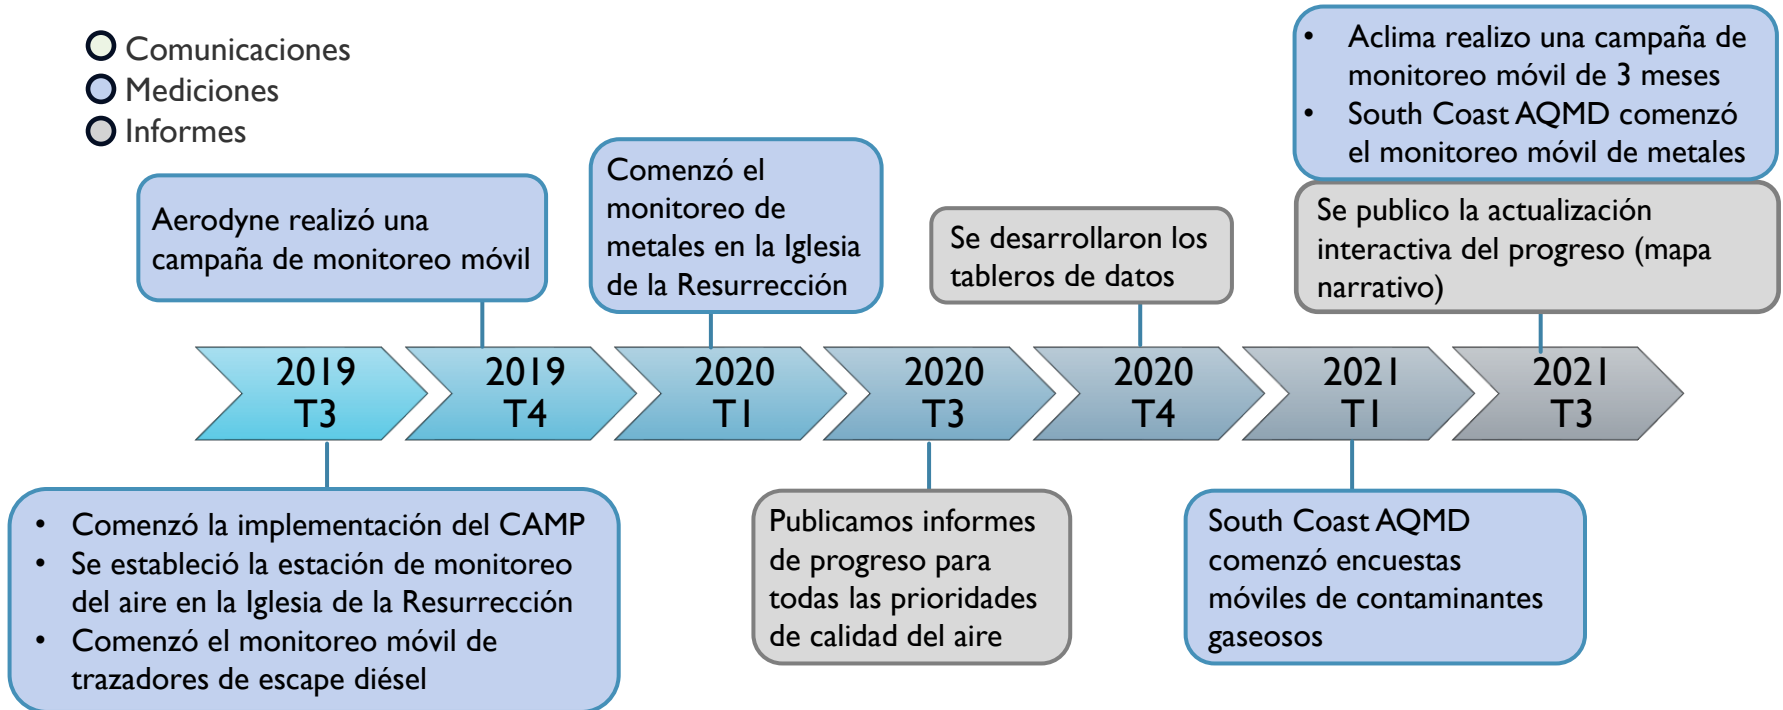 Comunicaciones
Mediciones
Informes
• Aclima realizo una campaña de
monitoreo móvil de 3 meses
• South Coast AQMD comenzó
el monitoreo móvil de metales
Comenzó el
monitoreo de
metales en la Iglesia
de la Resurrección
Aerodyne realizó una
campaña de monitoreo móvil
Se desarrollaron los
tableros de datos
Se publico la actualización
interactiva del progreso (mapa
narrativo)
2019
T3
2019
T4
2020
T1
2020
T3
2020
T4
2021
T1
2021
T3
• Comenzó la implementación del CAMP
• Se estableció la estación de monitoreo
del aire en la Iglesia de la Resurrección
• Comenzó el monitoreo móvil de
trazadores de escape diésel
Publicamos informes
de progreso para
todas las prioridades
de calidad del aire
South Coast AQMD
comenzó encuestas
móviles de contaminantes
gaseosos